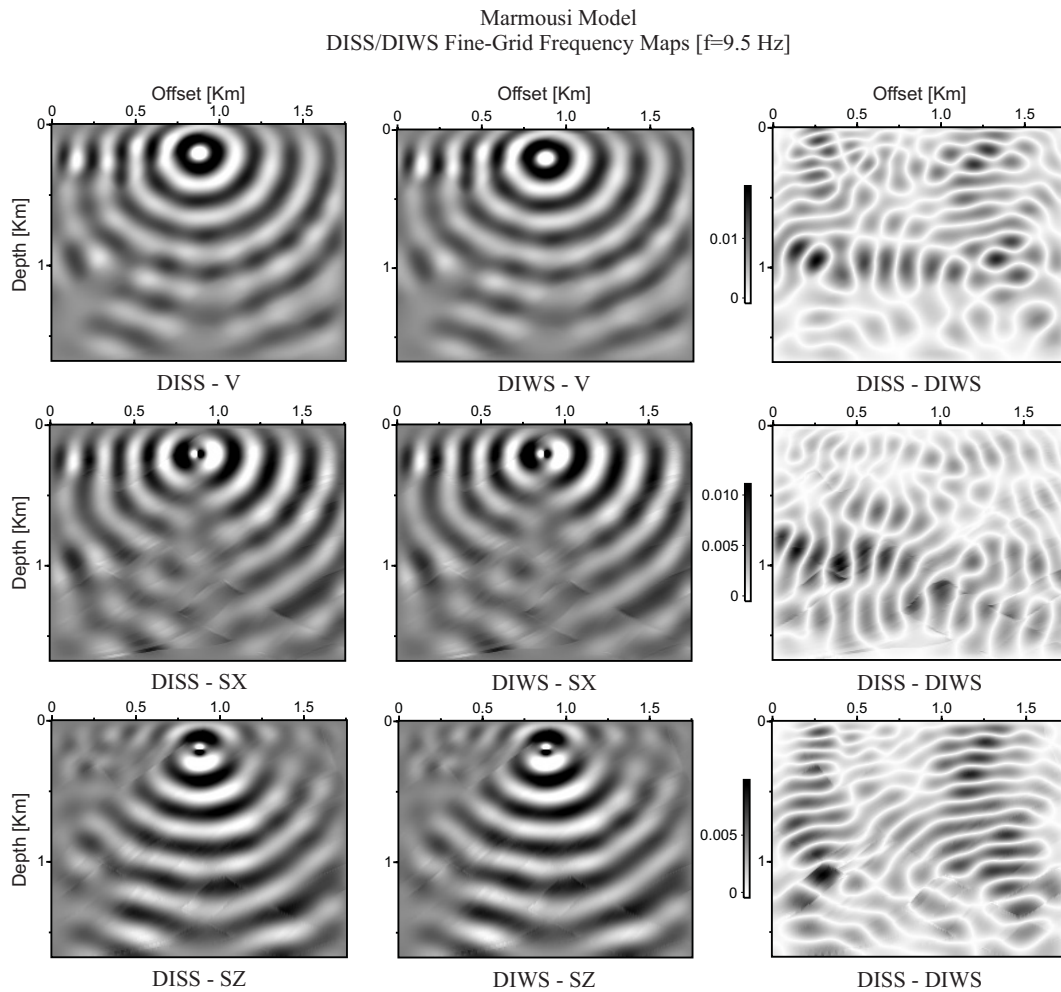 Marmousi Model
DISS/DIWS Fine-Grid Frequency Maps [f=9.5 Hz]
Offset [Km] Offset [Km] Offset [Km]
0 0.5 1.0 1.5 0 0.5 1.0 1.5 0 0.5 1.0 1.5
0 0 0
Depth [Km]
0.01
1 1 1
0
DISS - V DIWS - V DISS - DIWS
0 0.5 1.0 1.5 0 0.5 1.0 1.5 0 0.5 1.0 1.5
0 0 0
Depth [Km]
0.010
0.005
1 1 1
0
DISS - SX DIWS - SX DISS - DIWS
0 0.5 1.0 1.5 0 0.5 1.0 1.5 0 0.5 1.0 1.5
0 0 0
Depth [Km]
0.005
1 1 1
0
DISS - SZ DIWS - SZ DISS - DIWS